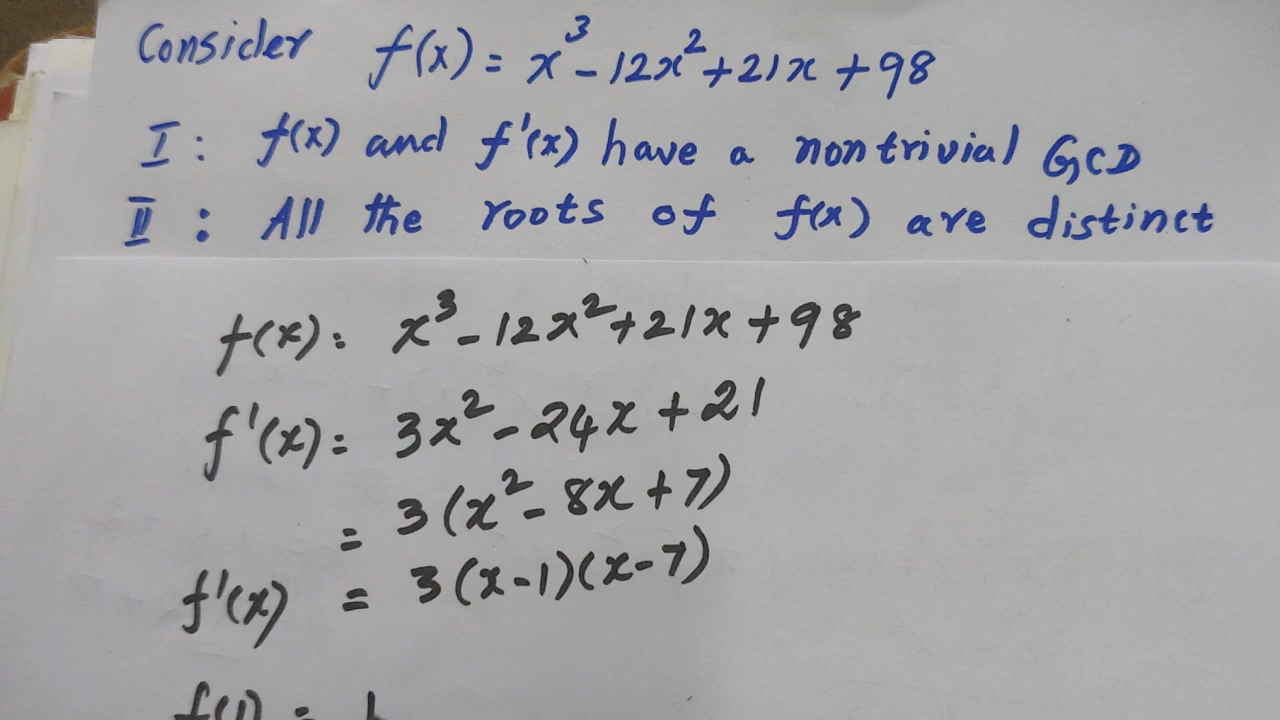 Consider f(x) = x³ - 12x² + 21x + 98
I : f(x) and f'(x) have a nontrivial GCD
II : All the roots of f(x) are distinct
f(x) = x³ - 12x² + 21x + 98
f'(x) = 3x² - 24x + 21
= 3(x² - 8x + 7)
f'(x) = 3(x-1)(x-7)
f(1) =